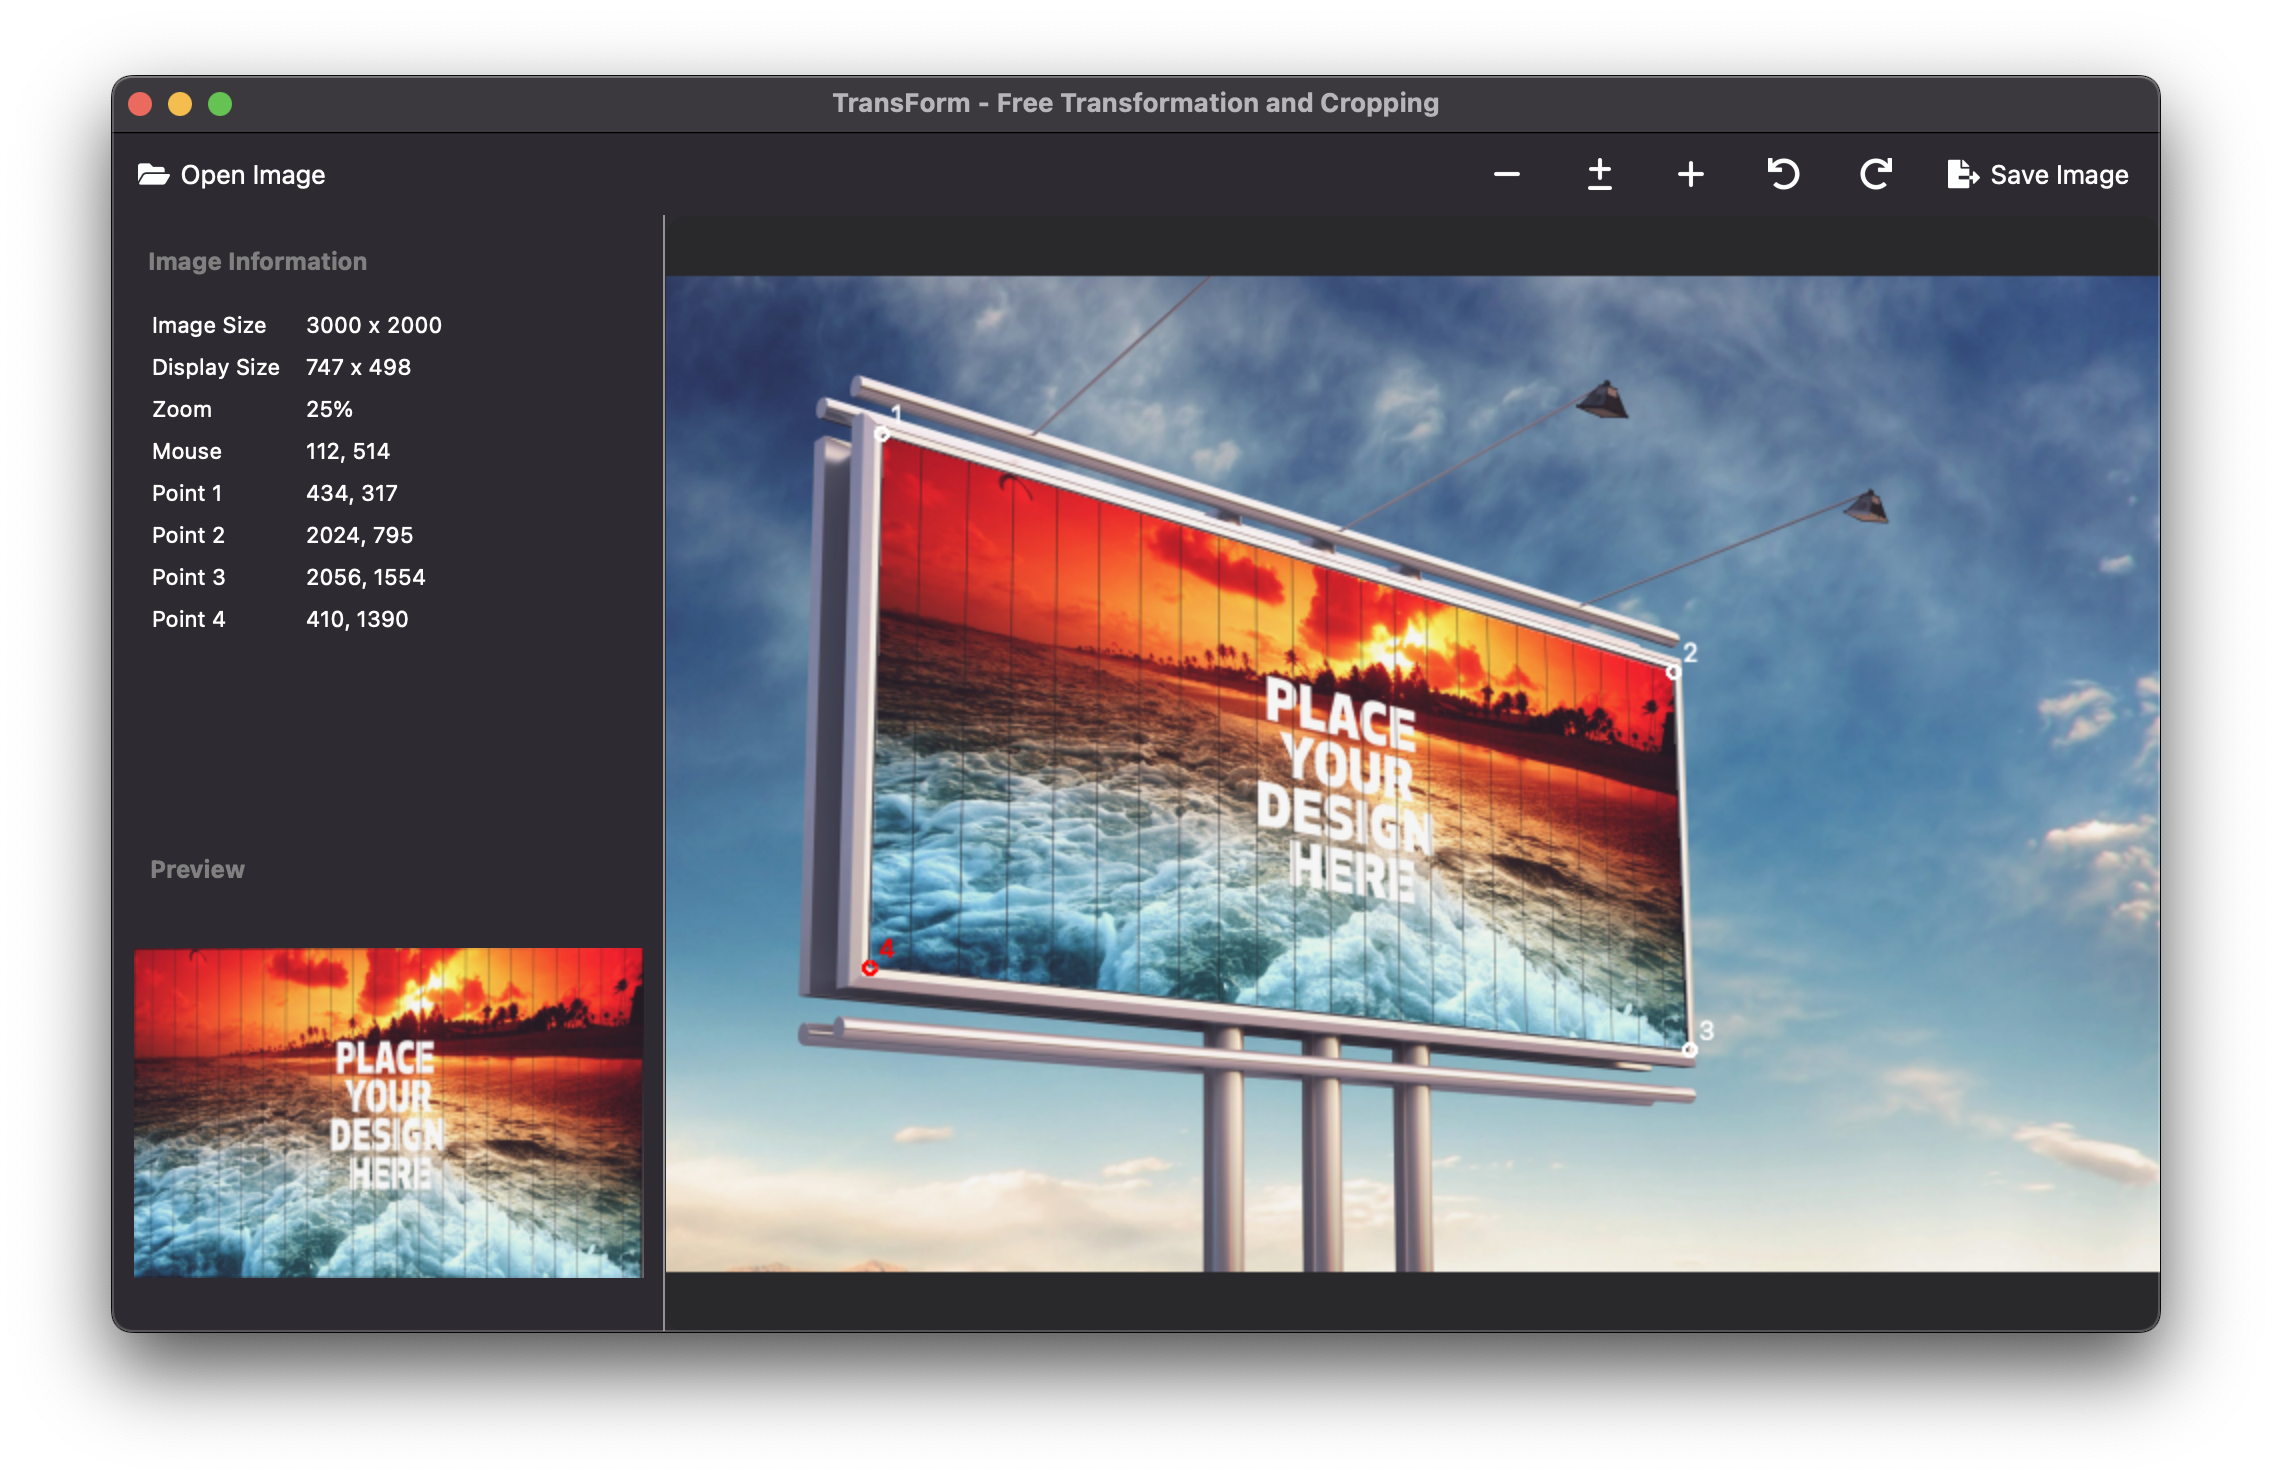 TransForm - Free Transformation and Cropping
Open Image
Save Image
Image Information
Image Size 3000 x 2000
Display Size 747 x 498
Zoom 25%
Mouse 112, 514
Point 1 434, 317
Point 2 2024, 795
Point 3 2056, 1554
Point 4 410, 1390
Preview
PLACE
YOUR
DESIGN
HERE
1
2
PLACE
YOUR
DESIGN
HERE
4
3